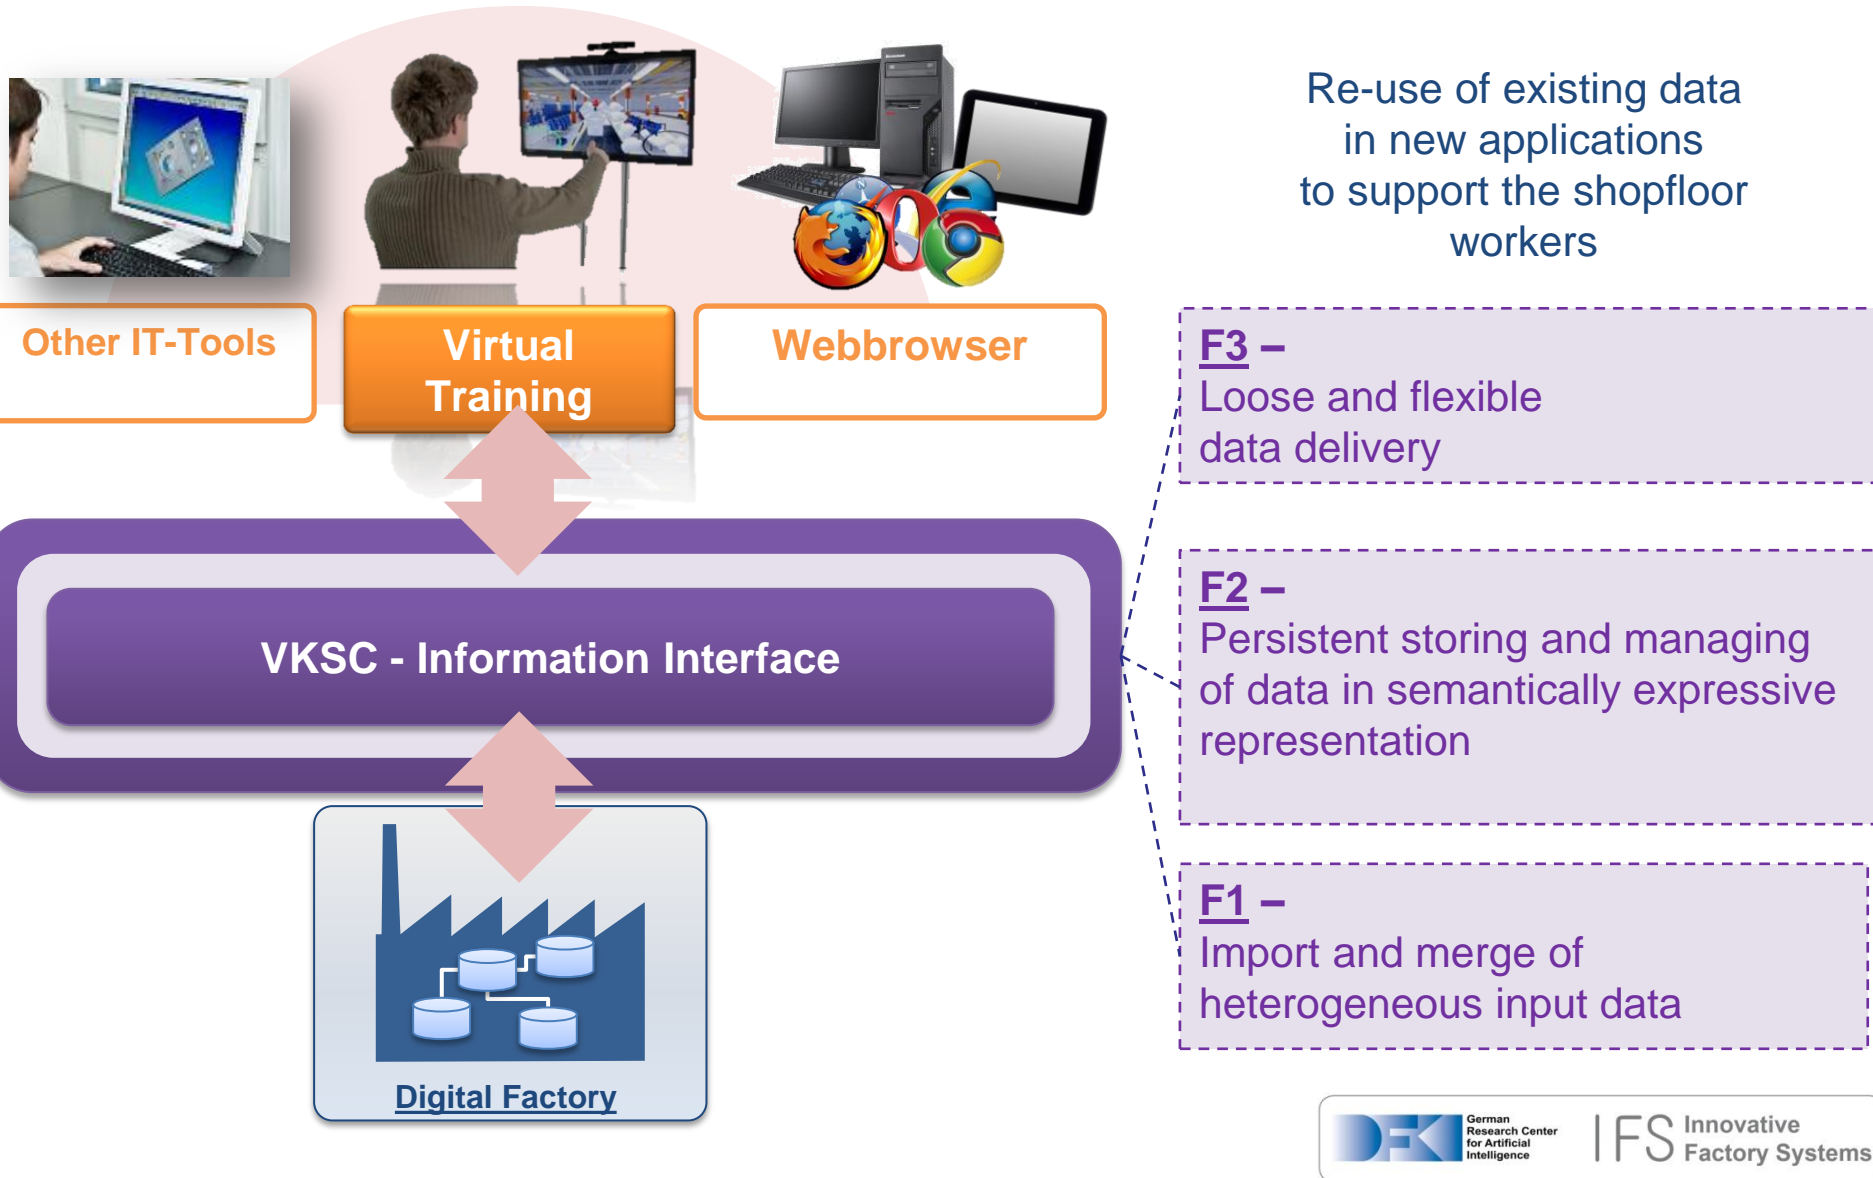 Re-use of existing data
in new applications
to support the shopfloor
workers
Other IT-Tools
Virtual
Training
Webbrowser
F3 –
Loose and flexible
data delivery
VKSC - Information Interface
F2 –
Persistent storing and managing
of data in semantically expressive
representation
F1 –
Import and merge of
heterogeneous input data
Digital Factory
DFK
German
Research Center
for Artificial
Intelligence
IFS
Innovative
Factory Systems